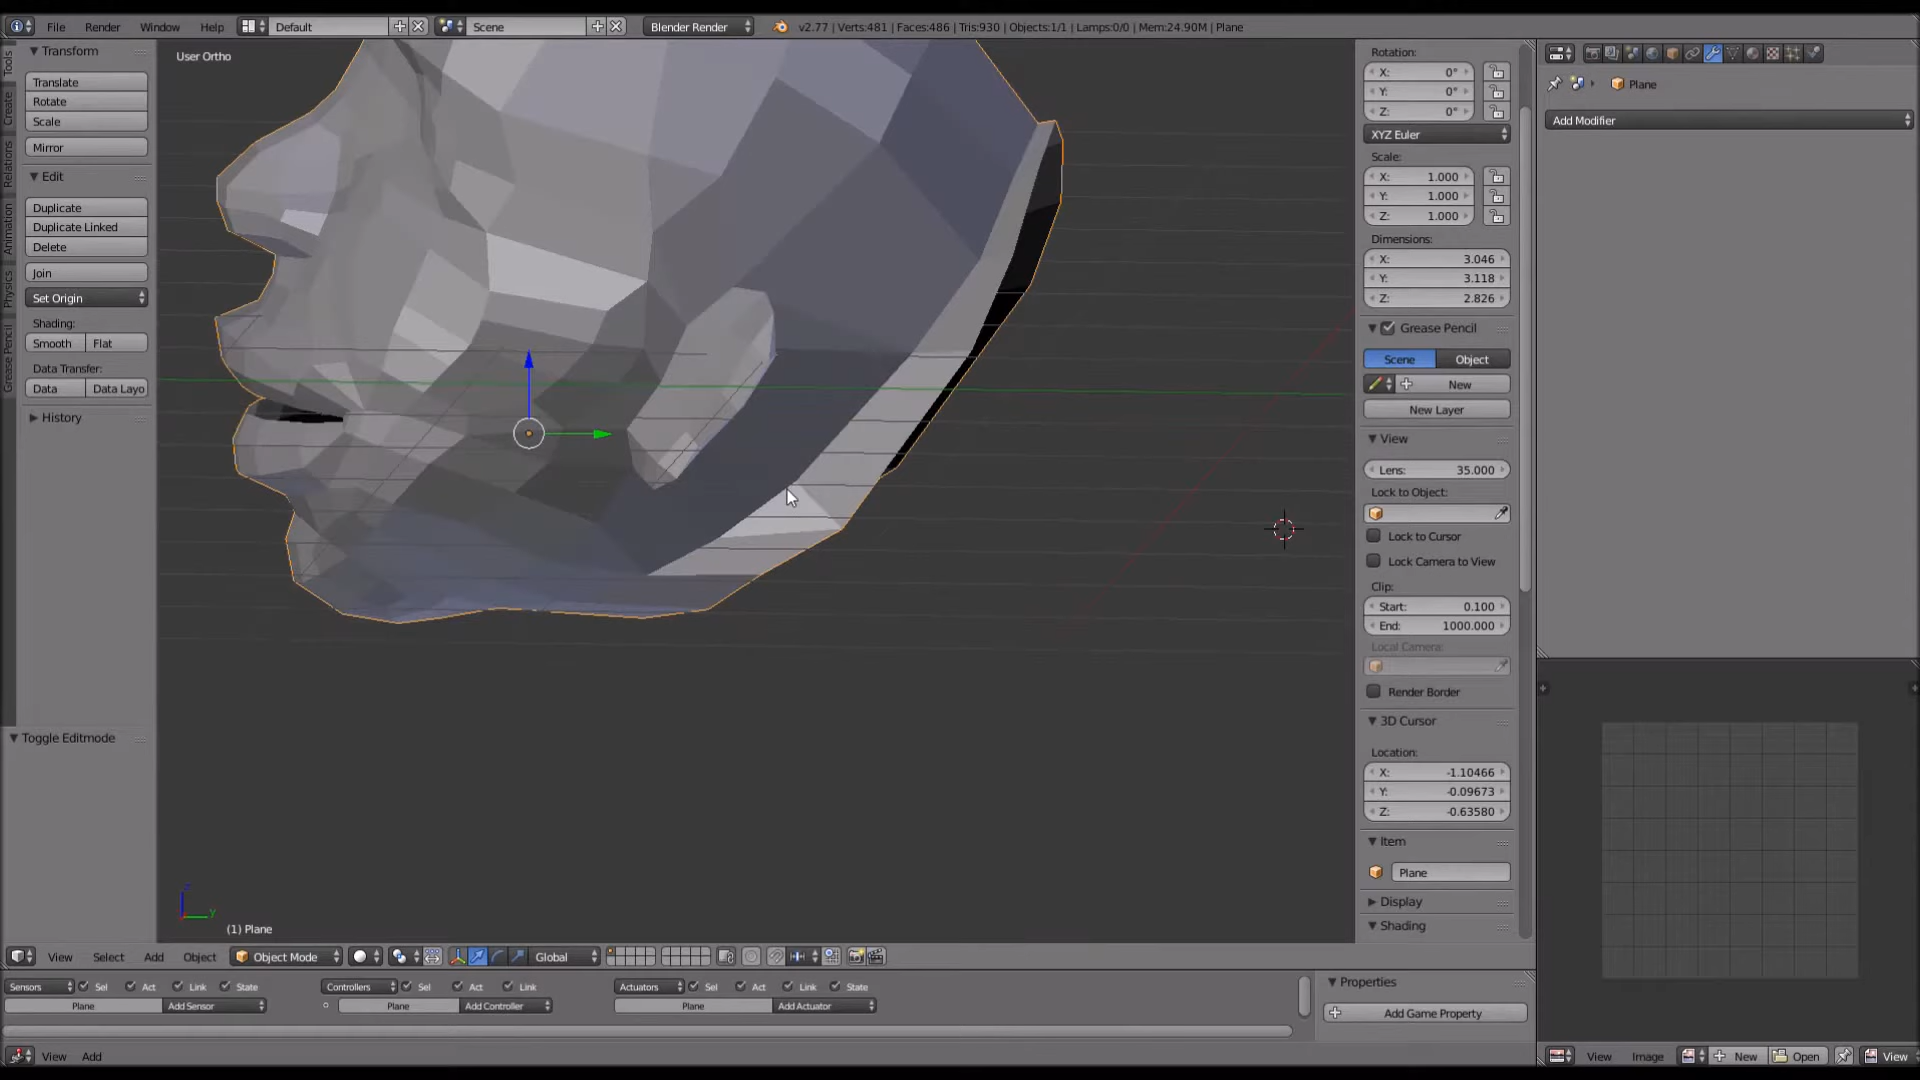 File Render Window Help Default Scene Blender Render v2.77 | Verts:481 | Faces:486 | Tris:930 | Objects:1/1 | Lamps:0/0 | Mem:24.90M | Plane
Tools
Create
Relations
Animation
Physics
Grease Pencil
Transform
Translate
Rotate
Scale
Mirror
Edit
Duplicate
Duplicate Linked
Delete
Join
Set Origin
Shading:
Smooth Flat
Data Transfer:
Data Data Layo
History
Toggle Editmode
User Ortho
z
y
(1) Plane
Rotation:
X: 0°
Y: 0°
Z: 0°
XYZ Euler
Scale:
X: 1.000
Y: 1.000
Z: 1.000
Dimensions:
X: 3.046
Y: 3.118
Z: 2.826
Grease Pencil
Scene Object
New
New Layer
View
Lens: 35.000
Lock to Object:
Lock to Cursor
Lock Camera to View
Clip:
Start: 0.100
End: 1000.000
Local Camera:
Render Border
3D Cursor
Location:
X: -1.10466
Y: -0.09673
Z: -0.63580
Item
Plane
Display
Shading
Plane
Add Modifier
View Select Add Object Object Mode Global
Sensors Sel Act Link State Controllers Sel Act Link Actuators Sel Act Link State
Plane Add Sensor Plane Add Controller Plane Add Actuator
Properties
Add Game Property
View Add
View Image New Open View